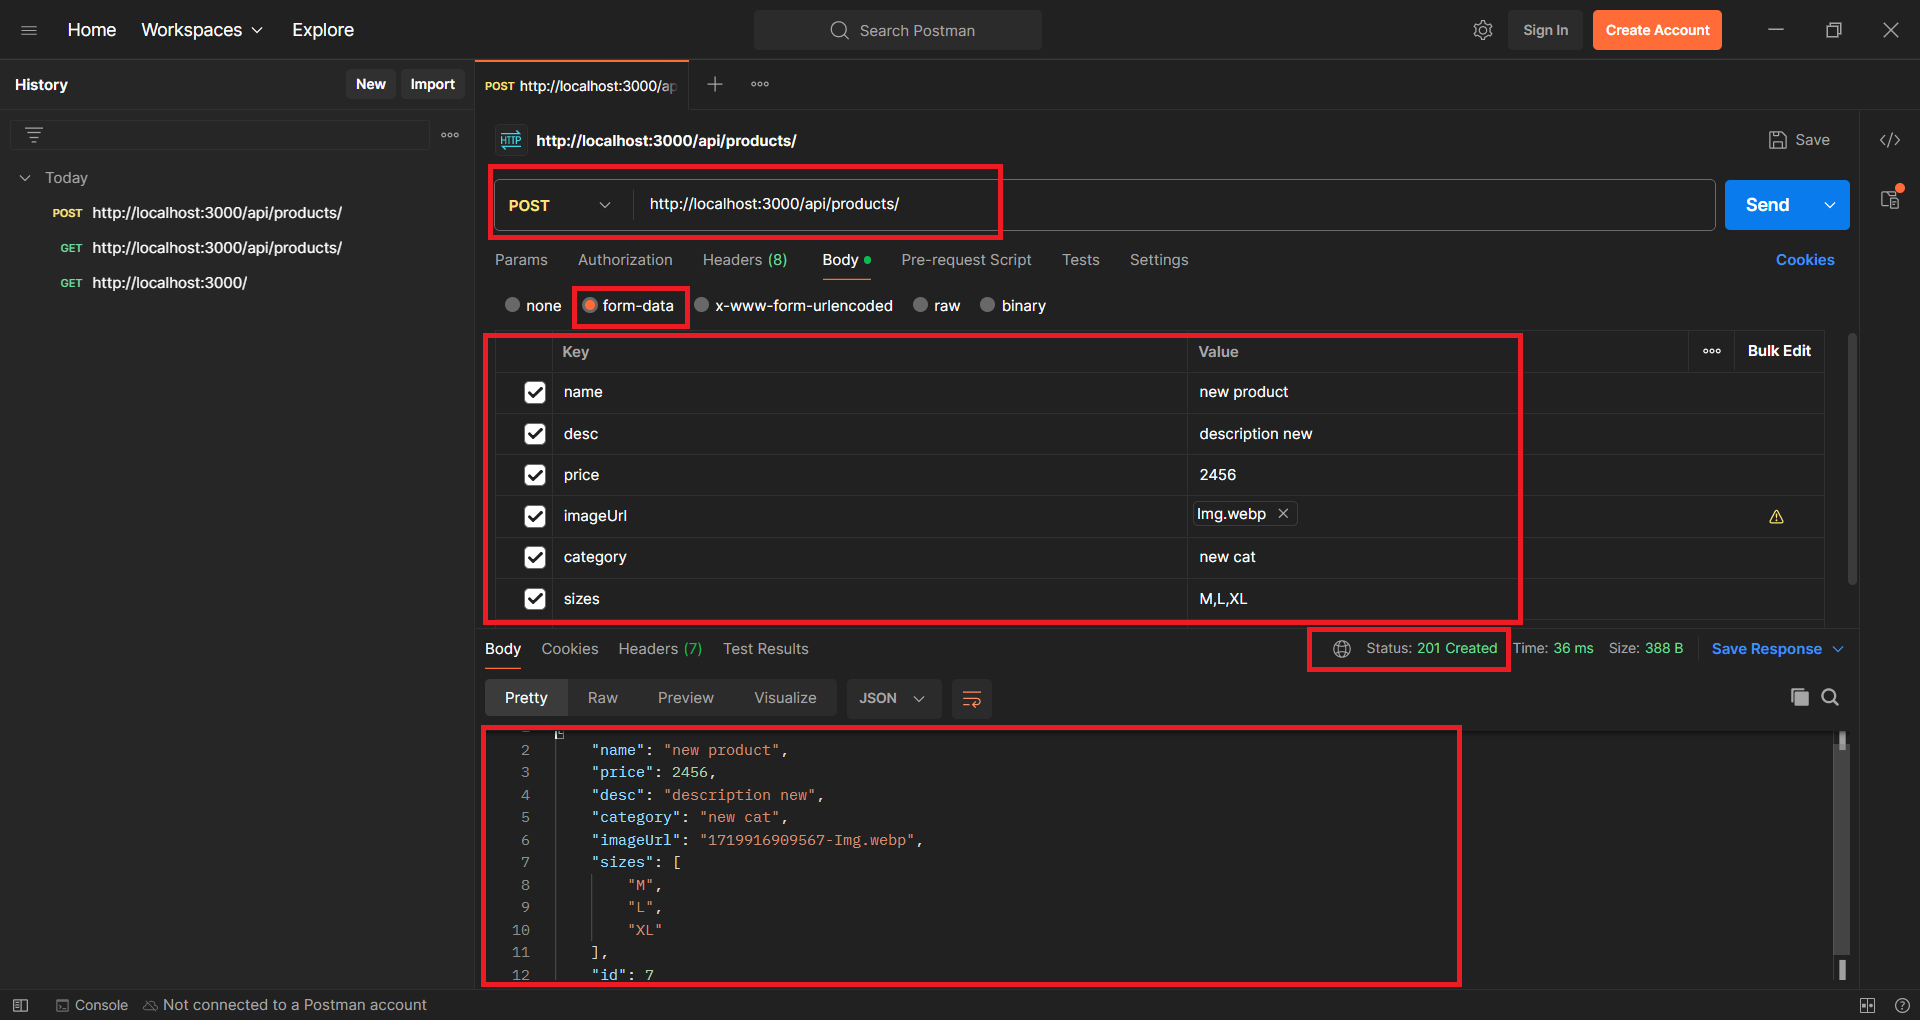 Home Workspaces Explore Search Postman Sign In Create Account
History New Import POST http://localhost:3000/ap
HTTP http://localhost:3000/api/products/ Save
Today
POST http://localhost:3000/api/products/
GET http://localhost:3000/api/products/
GET http://localhost:3000/
POST http://localhost:3000/api/products/ Send
Params Authorization Headers (8) Body Pre-request Script Tests Settings Cookies
none form-data x-www-form-urlencoded raw binary
Key Value Bulk Edit
name new product
desc description new
price 2456
imageUrl Img.webp
category new cat
sizes M,L,XL
Body Cookies Headers (7) Test Results Status: 201 Created Time: 36 ms Size: 388 B Save Response
Pretty Raw Preview Visualize JSON
2 "name": "new product",
3 "price": 2456,
4 "desc": "description new",
5 "category": "new cat",
6 "imageUrl": "1719916909567-Img.webp",
7 "sizes": [
8 "M",
9 "L",
10 "XL"
11 ],
12 "id": 7
Console Not connected to a Postman account